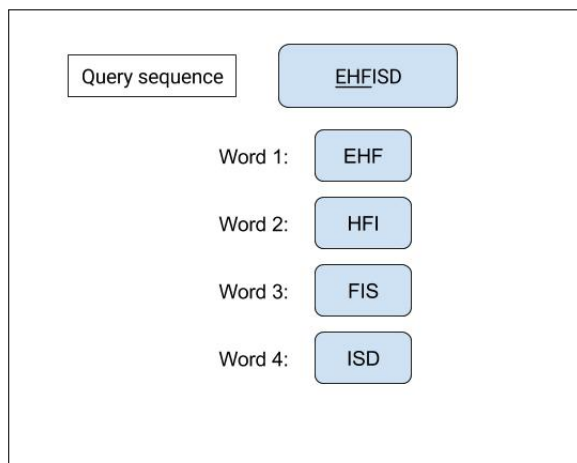 Query sequence EHFISD
Word 1: EHF
Word 2: HFI
Word 3: FIS
Word 4: ISD